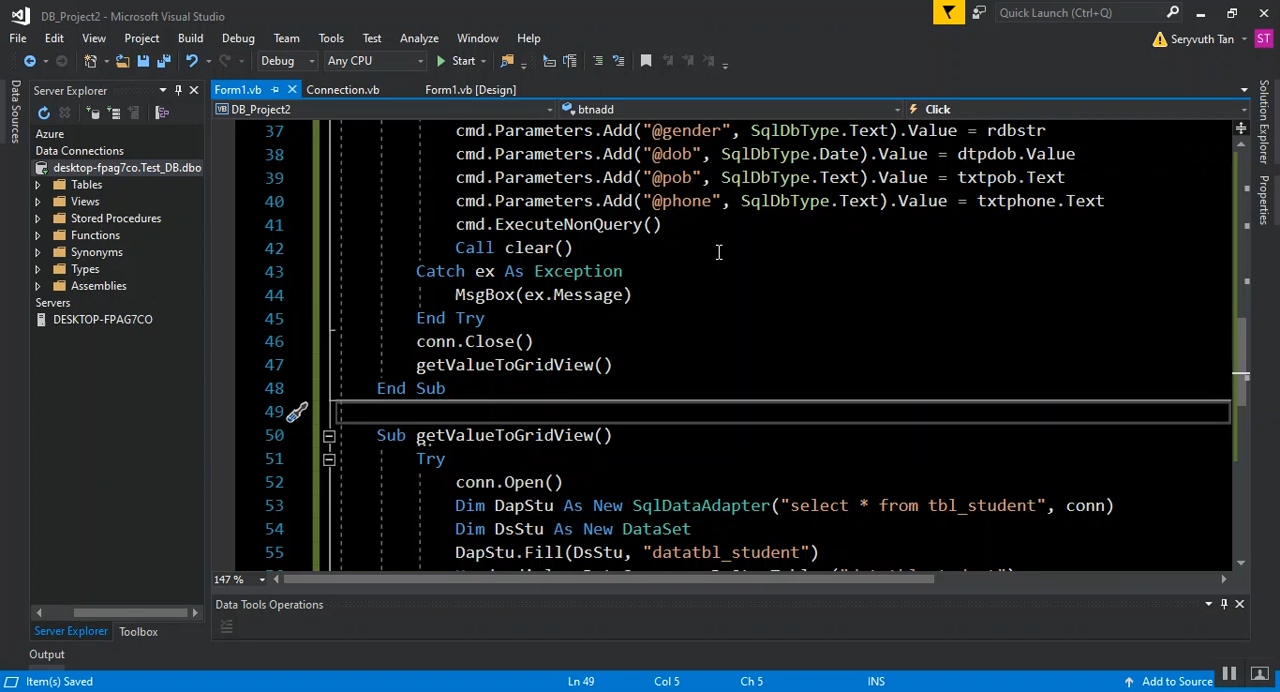 DB_Project2 - Microsoft Visual Studio
Quick Launch (Ctrl+Q)
File Edit View Project Build Debug Team Tools Test Analyze Window Help
Seryvuth Tan ST
Debug Any CPU Start
Data Sources
Server Explorer
Form1.vb Connection.vb Form1.vb [Design]
DB_Project2 btnadd Click
Azure
Data Connections
desktop-fpag7co.Test_DB.dbo
Tables
Views
Stored Procedures
Functions
Synonyms
Types
Assemblies
Servers
DESKTOP-FPAG7CO
37 cmd.Parameters.Add("@gender", SqlDbType.Text).Value = rdbstr
38 cmd.Parameters.Add("@dob", SqlDbType.Date).Value = dtpdob.Value
39 cmd.Parameters.Add("@pob", SqlDbType.Text).Value = txtpob.Text
40 cmd.Parameters.Add("@phone", SqlDbType.Text).Value = txtphone.Text
41 cmd.ExecuteNonQuery()
42 Call clear()
43 Catch ex As Exception
44 MsgBox(ex.Message)
45 End Try
46 conn.Close()
47 getValueToGridView()
48 End Sub
49
50 Sub getValueToGridView()
51 Try
52 conn.Open()
53 Dim DapStu As New SqlDataAdapter("select * from tbl_student", conn)
54 Dim DsStu As New DataSet
55 DapStu.Fill(DsStu, "datatbl_student")
147 %
Solution Explorer
Properties
Server Explorer Toolbox
Data Tools Operations
Output
Item(s) Saved Ln 49 Col 5 Ch 5 INS Add to Source